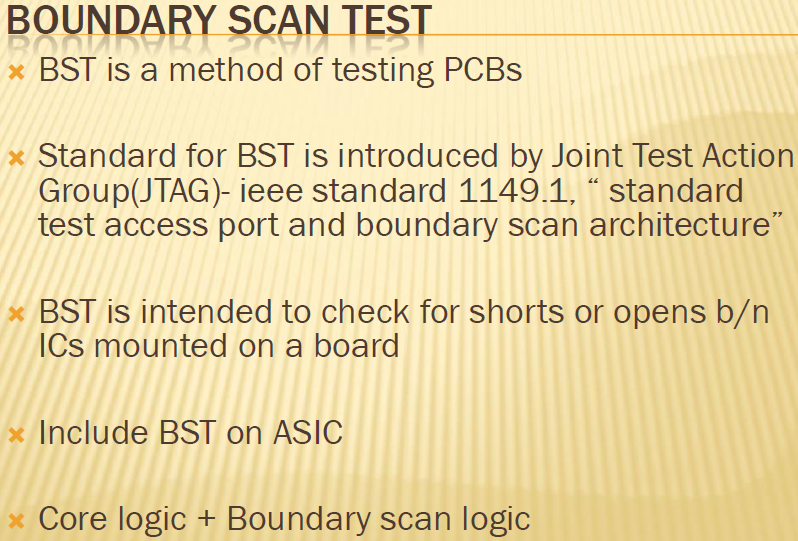 BOUNDARY SCAN TEST
BST is a method of testing PCBs
Standard for BST is introduced by Joint Test Action
Group(JTAG)- ieee standard 1149.1, “ standard
test access port and boundary scan architecture”
BST is intended to check for shorts or opens b/n
ICs mounted on a board
Include BST on ASIC
Core logic + Boundary scan logic